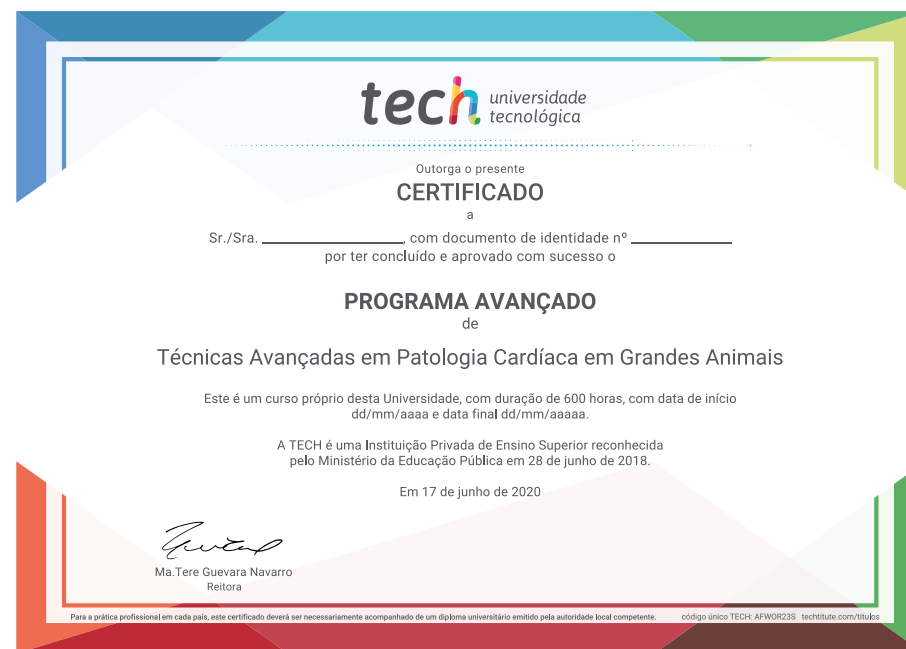 tech universidade
tecnológica
Outorga o presente
CERTIFICADO
a
Sr./Sra. ____________, com documento de identidade nº ____________
por ter concluído e aprovado com sucesso o
PROGRAMA AVANÇADO
de
Técnicas Avançadas em Patologia Cardíaca em Grandes Animais
Este é um curso próprio desta Universidade, com duração de 600 horas, com data de início
dd/mm/aaaa e data final dd/mm/aaaaa.
A TECH é uma Instituição Privada de Ensino Superior reconhecida
pelo Ministério da Educação Pública em 28 de junho de 2018.
Em 17 de junho de 2020
Ma.Tere Guevara Navarro
Reitora
Para a prática profissional em cada país, este certificado deverá ser necessariamente acompanhado de um diploma universitário emitido pela autoridade local competente. código único TECH: AFWOR23S techtitute.com/titulos